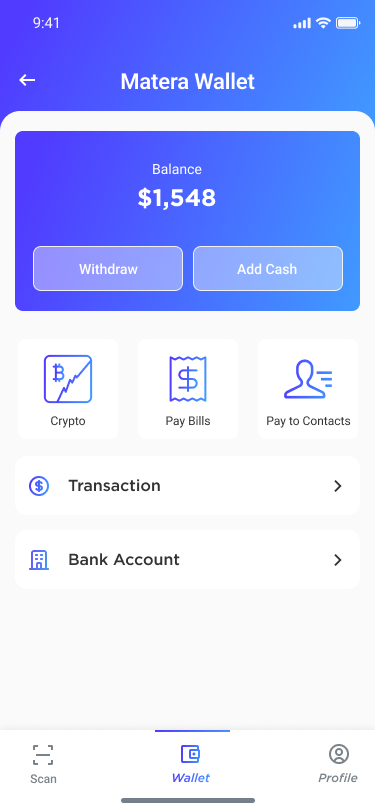 9:41
Matera Wallet
Balance
$1,548
Withdraw Add Cash
Crypto Pay Bills Pay to Contacts
Transaction
Bank Account
Scan Wallet Profile